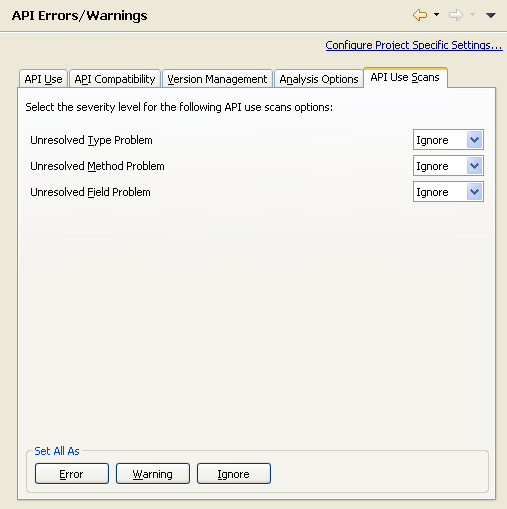 API Errors/Warnings
Configure Project Specific Settings...
API Use API Compatibility Version Management Analysis Options API Use Scans
Select the severity level for the following API use scans options:
Unresolved Type Problem Ignore
Unresolved Method Problem Ignore
Unresolved Field Problem Ignore
Set All As
Error Warning Ignore